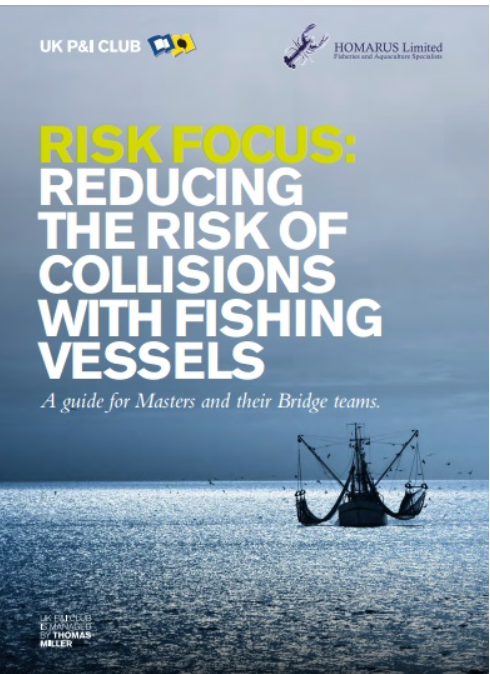 UK P&I CLUB
HOMARUS Limited
Fisheries and Aquaculture Specialists
RISK FOCUS:
REDUCING
THE RISK OF
COLLISIONS
WITH FISHING
VESSELS
A guide for Masters and their Bridge teams.
UK P&I CLUB
IS MANAGED
BY THOMAS
MILLER